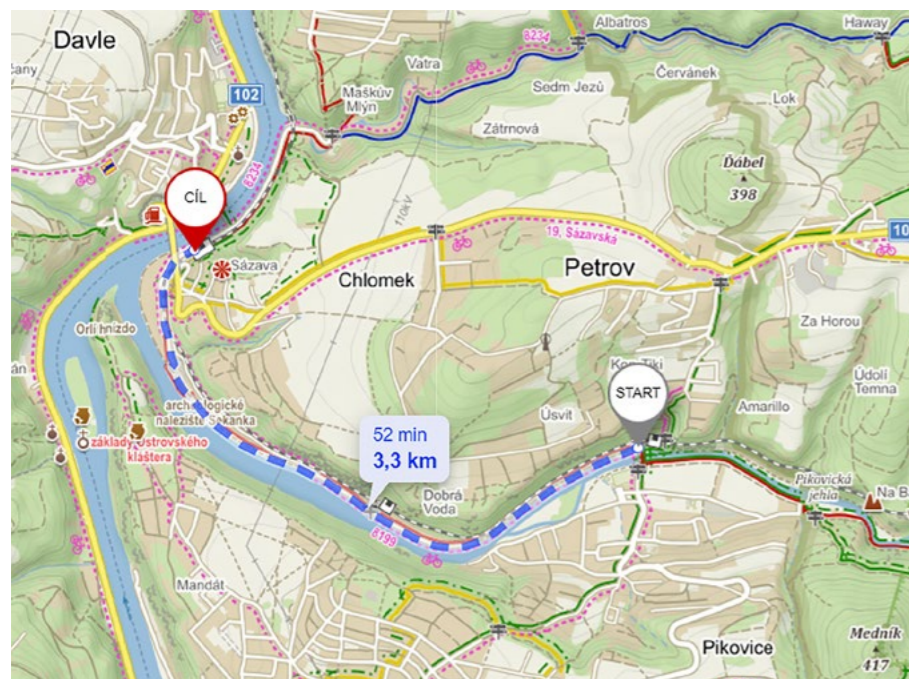 Albatros
Haway
Davle
8234
Vatra
Maškův
Mlýn
Sedm Jezů
Červánek
102
Lok
Zátrnová
Ďábel
398
8234
CÍL
110kV
19, Sázavská
10
Sázava
Chlomek
Petrov
Za Horou
Orlí hnízdo
START
Údolí
Temna
Amarillo
Úsvit
archeologické
naleziště Sekanka
základy Ostrovského
kláštera
52 min
3,3 km
Pikovická
jehla
Na B
Dobrá
Voda
8199
Mandát
Medník
417
Pikovice